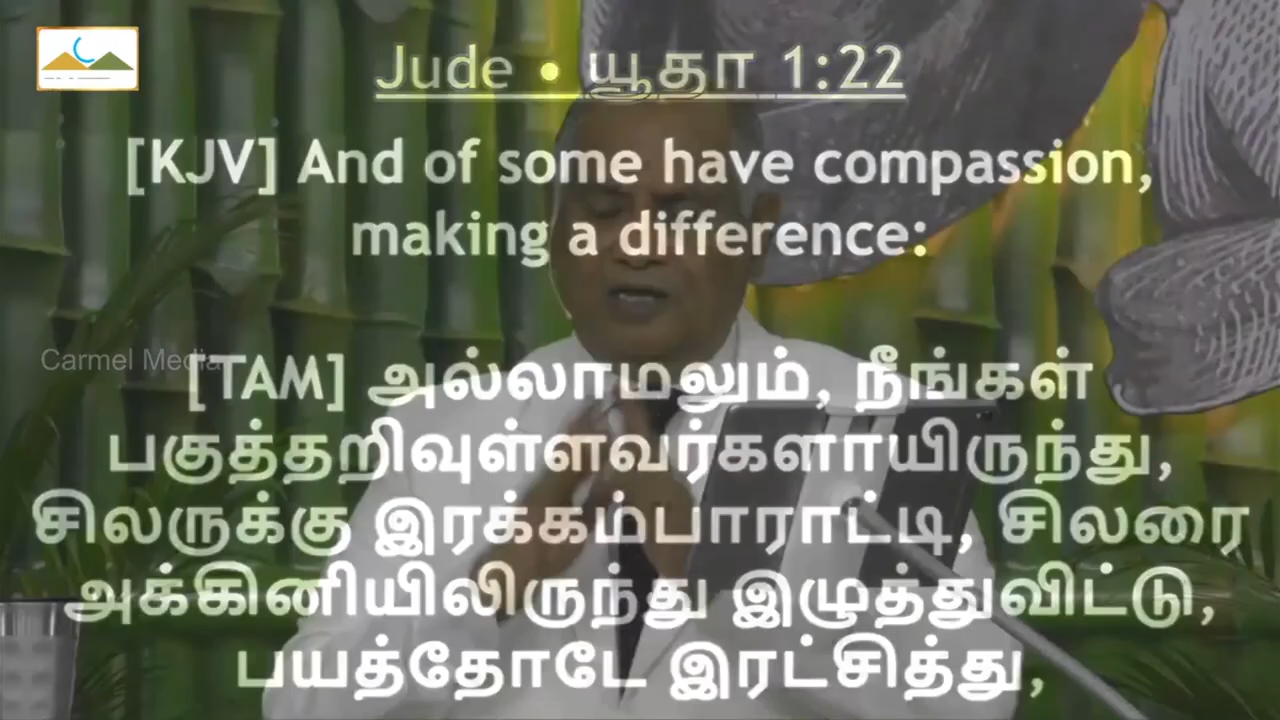 Jude • யூதா 1:22
[KJV] And of some have compassion,
making a difference:
Carmel Media
[TAM] அல்லாமலும், நீங்கள்
பகுத்தறிவுள்ளவர்களாயிருந்து,
சிலருக்கு இரக்கம்பாராட்டி, சிலரை
அக்கினியிலிருந்து இழுத்துவிட்டு,
பயத்தோடே இரட்சித்து,